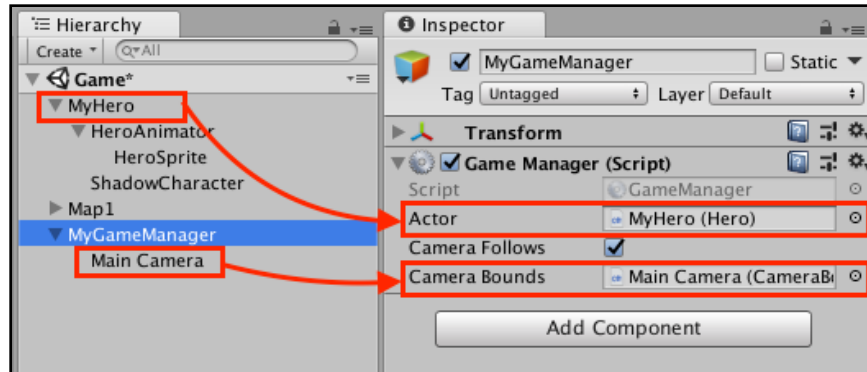 Hierarchy
Create
All
Game*
MyHero
HeroAnimator
HeroSprite
ShadowCharacter
Map1
MyGameManager
Main Camera
Inspector
MyGameManager Static
Tag Untagged Layer Default
Transform
Game Manager (Script)
Script GameManager
Actor MyHero (Hero)
Camera Follows
Camera Bounds Main Camera (CameraB
Add Component